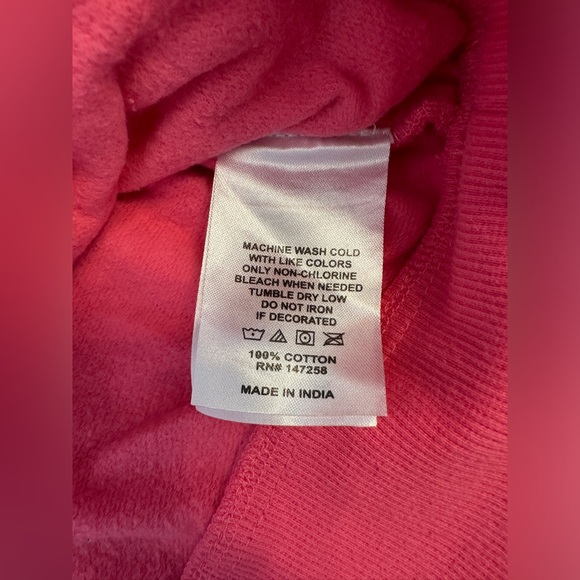 MACHINE WASH COLD
WITH LIKE COLORS
ONLY NON-CHLORINE
BLEACH WHEN NEEDED
TUMBLE DRY LOW
DO NOT IRON
IF DECORATED
100% COTTON
RN# 147258
MADE IN INDIA